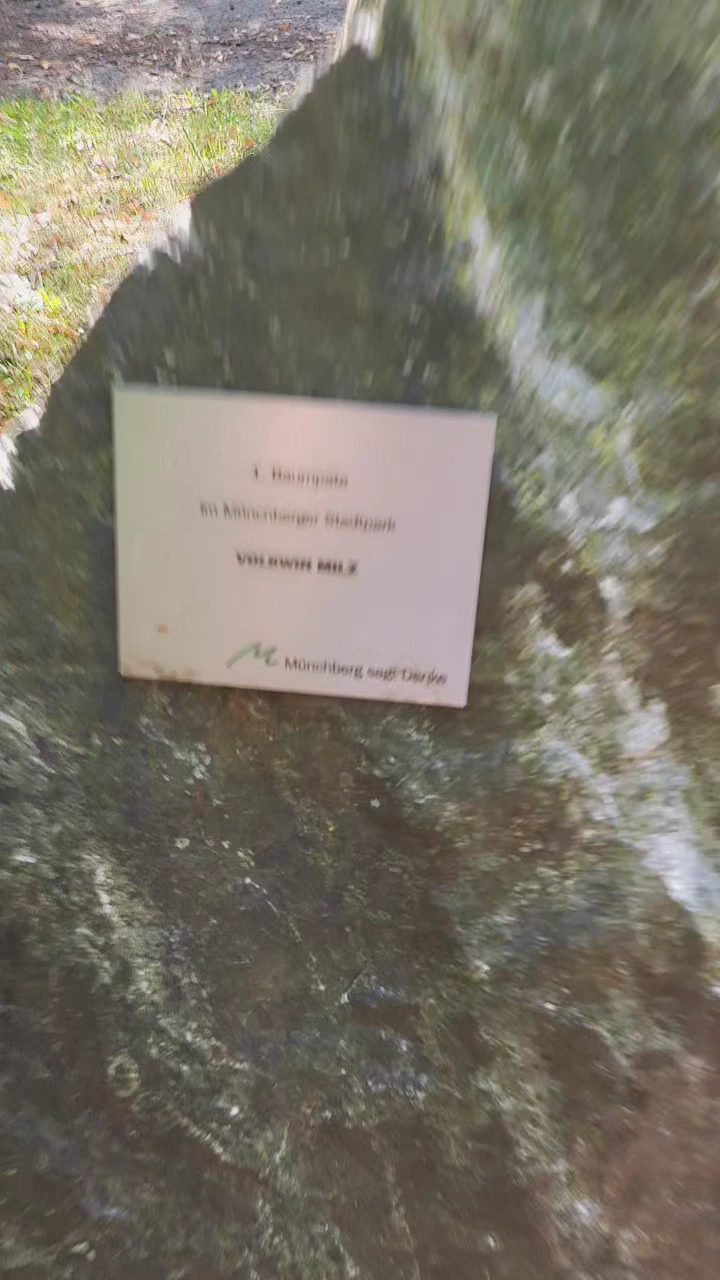 1. Baumpate
im Münchberger Stadtpark
VOLKWIN MILZ
Münchberg sagt Danke